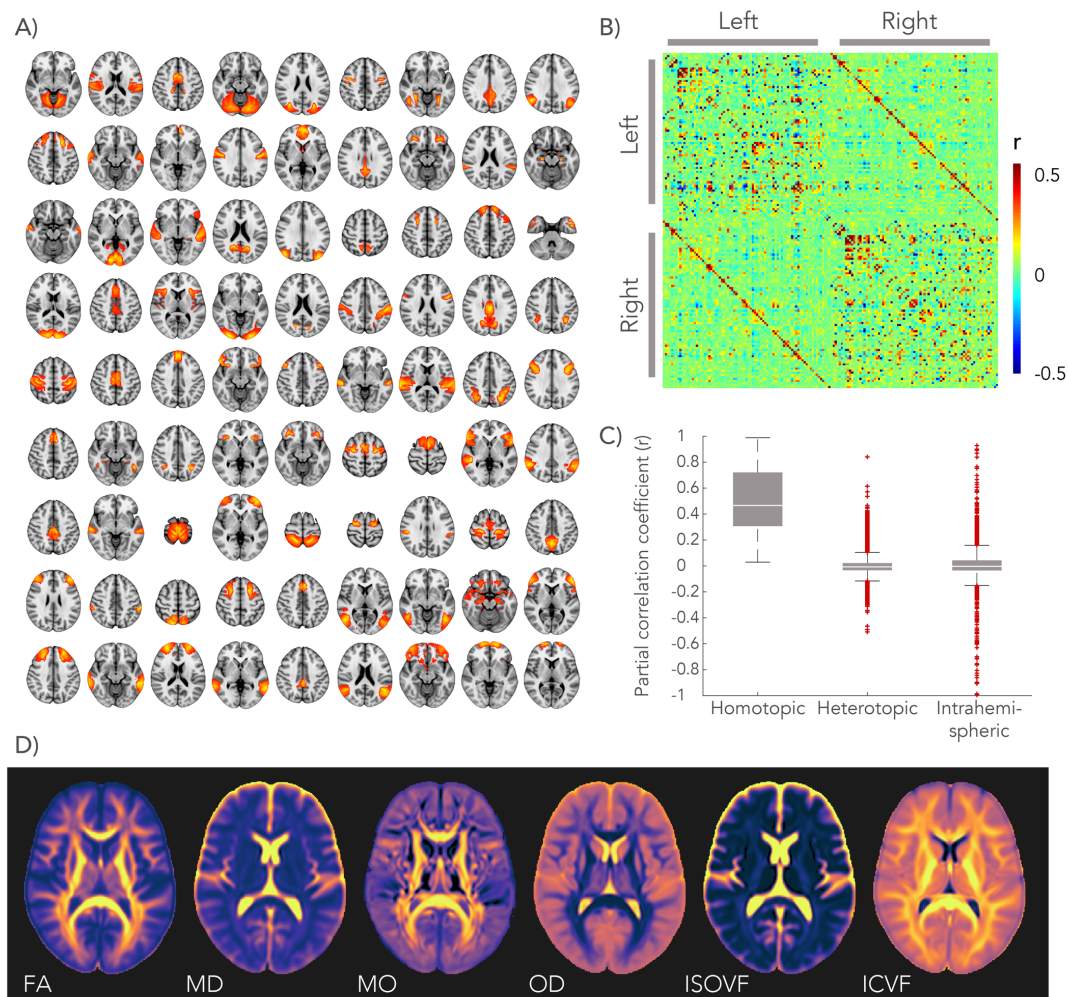 A)
B)
Left
Right
Left
Right
r
0.5
0
-0.5
C)
Partial correlation coefficient (r)
1
0.8
0.6
0.4
0.2
0
-0.2
-0.4
-0.6
-0.8
-1
Homotopic
Heterotopic
Intrahemi-
spheric
D)
FA
MD
MO
OD
ISOVF
ICVF